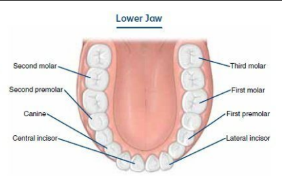 Lower Jaw
Second molar
Third molar
Second premolar
First molar
Canine
First premolar
Central incisor
Lateral incisor